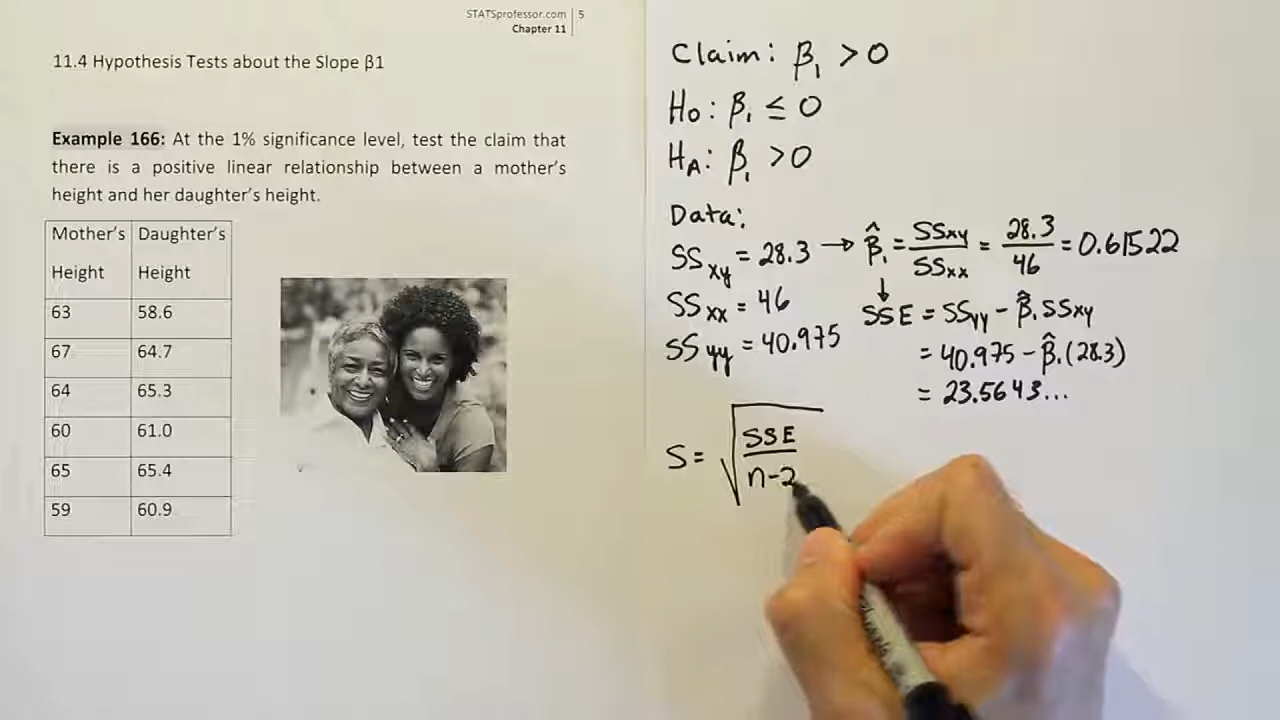 STATSprofessor.com 5
Chapter 11
11.4 Hypothesis Tests about the Slope β1
Example 166: At the 1% significance level, test the claim that
there is a positive linear relationship between a mother's
height and her daughter's height.
Mother's Height Daughter's Height
63 58.6
67 64.7
64 65.3
60 61.0
65 65.4
59 60.9
Claim: β₁ > 0
H₀: β₁ ≤ 0
Hᴀ: β₁ > 0
Data:
SSxy = 28.3 → β̂₁ = SSxy/SSxx = 28.3/46 = 0.61522
SSxx = 46
SSyy = 40.975
↓
SSE = SSyy − β̂₁ SSxy
= 40.975 − β̂₁(28.3)
= 23.5643...
S = √(SSE/(n−2))
Sharpie